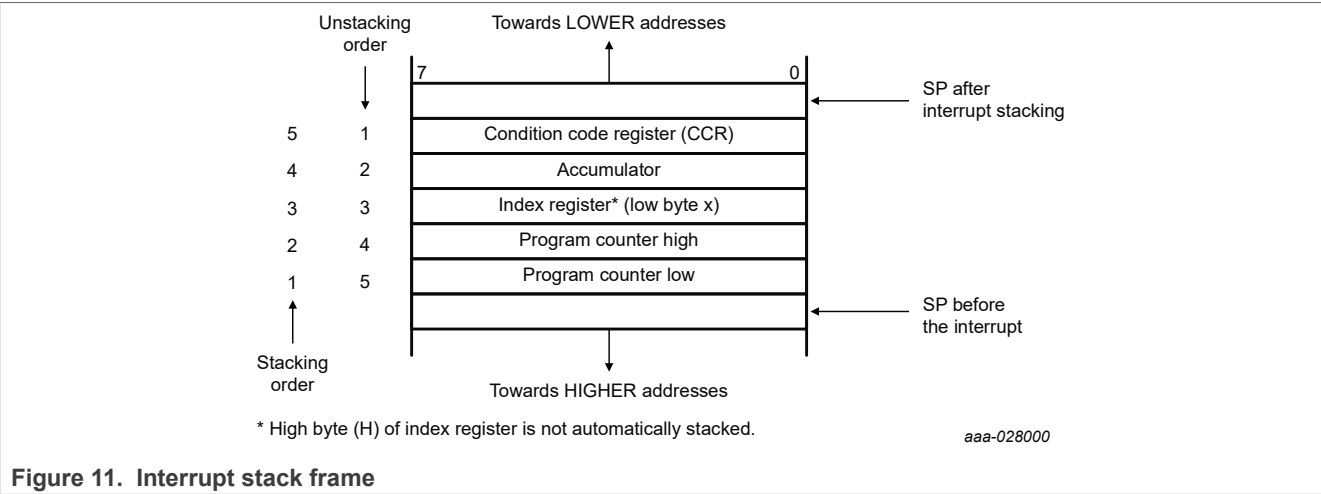 Unstacking
order
Towards LOWER addresses
7 0
SP after
interrupt stacking
5 1 Condition code register (CCR)
4 2 Accumulator
3 3 Index register* (low byte x)
2 4 Program counter high
1 5 Program counter low
SP before
the interrupt
Stacking
order
Towards HIGHER addresses
* High byte (H) of index register is not automatically stacked.
aaa-028000
Figure 11. Interrupt stack frame